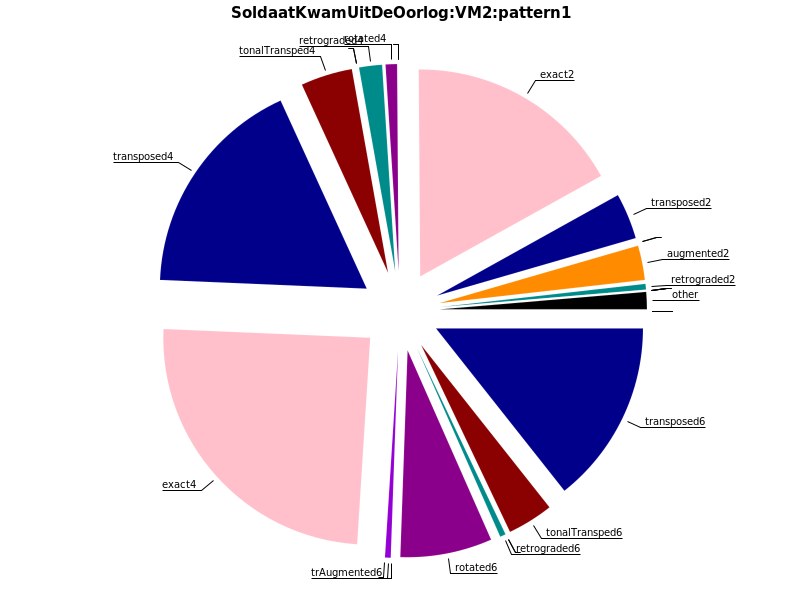 SoldaatKwamUitDeOorlog:VM2:pattern1
rotated4
retrograded4
tonalTransped4
exact2
transposed4
transposed2
augmented2
retrograded2
other
transposed6
exact4
tonalTransped6
retrograded6
rotated6
trAugmented6